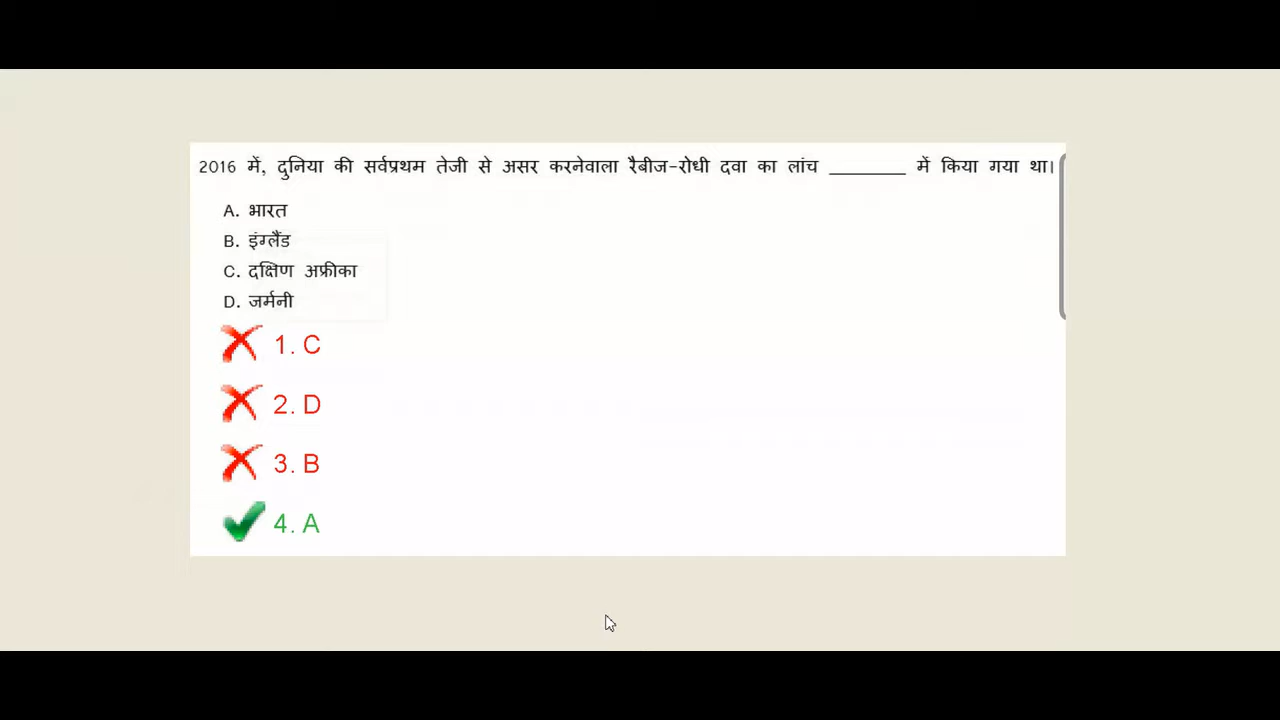 2016 में, दुनिया की सर्वप्रथम तेजी से असर करनेवाला रैबीज-रोधी दवा का लांच ________ में किया गया था।
A. भारत
B. इंग्लैंड
C. दक्षिण अफ्रीका
D. जर्मनी
1. C
2. D
3. B
4. A